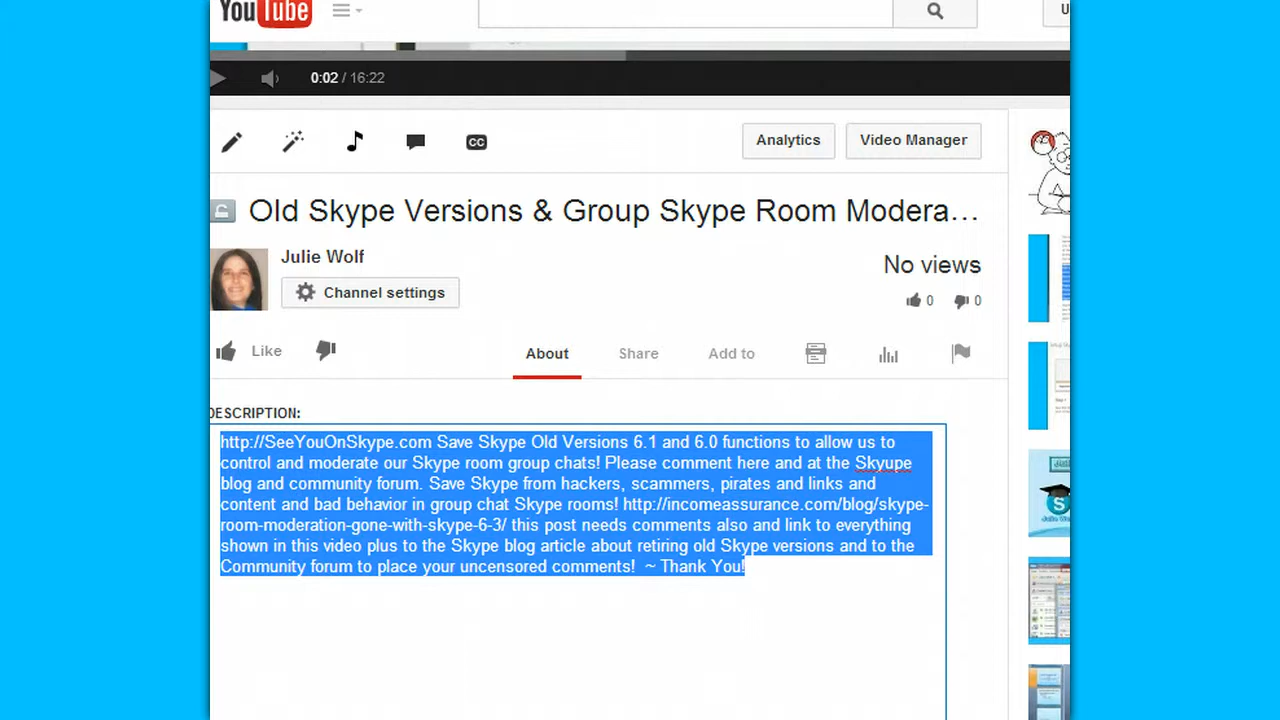 YouTube
0:02 / 16:22
CC
Analytics
Video Manager
Old Skype Versions & Group Skype Room Modera...
Julie Wolf
Channel settings
No views
0 0
Like
About Share Add to
DESCRIPTION:
http://SeeYouOnSkype.com Save Skype Old Versions 6.1 and 6.0 functions to allow us to
control and moderate our Skype room group chats! Please comment here and at the Skyupe
blog and community forum. Save Skype from hackers, scammers, pirates and links and
content and bad behavior in group chat Skype rooms! http://incomeassurance.com/blog/skype-
room-moderation-gone-with-skype-6-3/ this post needs comments also and link to everything
shown in this video plus to the Skype blog article about retiring old Skype versions and to the
Community forum to place your uncensored comments!  ~ Thank You!